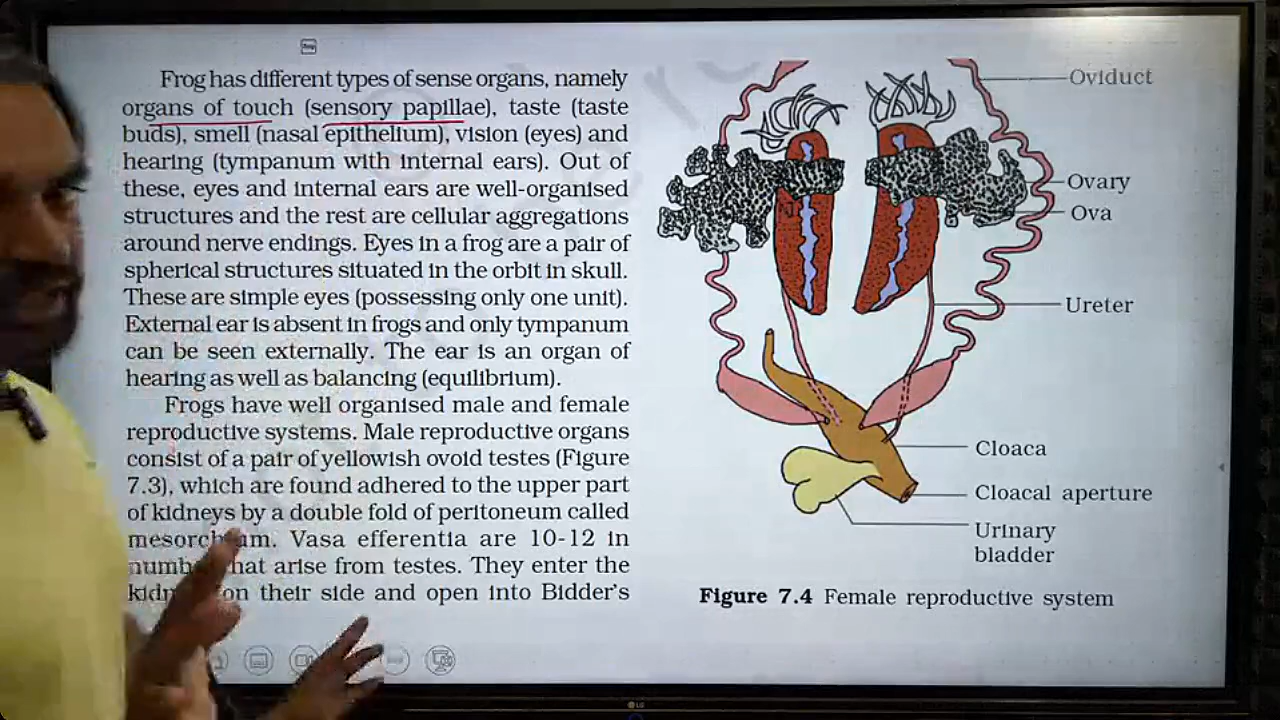 Frog has different types of sense organs, namely
organs of touch (sensory papillae), taste (taste
buds), smell (nasal epithelium), vision (eyes) and
hearing (tympanum with internal ears). Out of
these, eyes and internal ears are well-organised
structures and the rest are cellular aggregations
around nerve endings. Eyes in a frog are a pair of
spherical structures situated in the orbit in skull.
These are simple eyes (possessing only one unit).
External ear is absent in frogs and only tympanum
can be seen externally. The ear is an organ of
hearing as well as balancing (equilibrium).
Frogs have well organised male and female
reproductive systems. Male reproductive organs
consist of a pair of yellowish ovoid testes (Figure
7.3), which are found adhered to the upper part
of kidneys by a double fold of peritoneum called
Vasa efferentia are 10-12 in
arise from testes. They enter the
on their side and open into Bidder's
Oviduct
Ovary
Ova
Ureter
Cloaca
Cloacal aperture
Urinary
bladder
Figure 7.4 Female reproductive system
LG